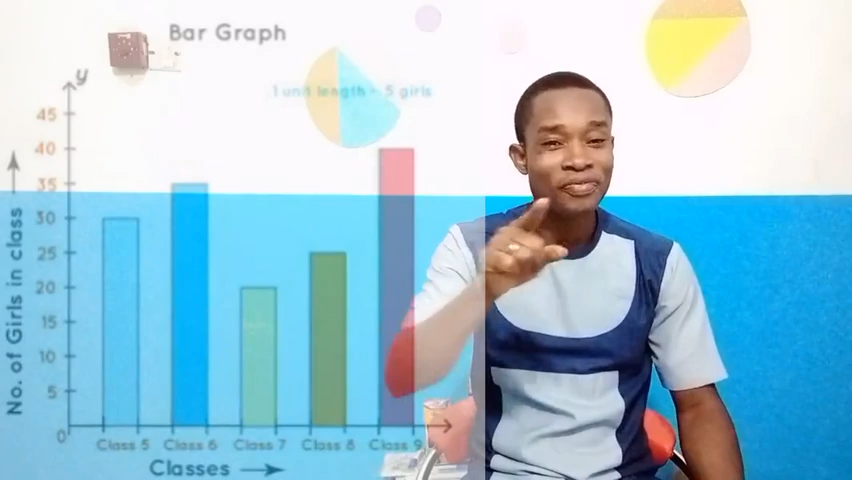 Bar Graph
y
1 unit length = 5 girls
45
40
35
30
25
20
15
10
5
0
No. of Girls in class
Class 5 Class 6 Class 7 Class 8 Class 9
Classes